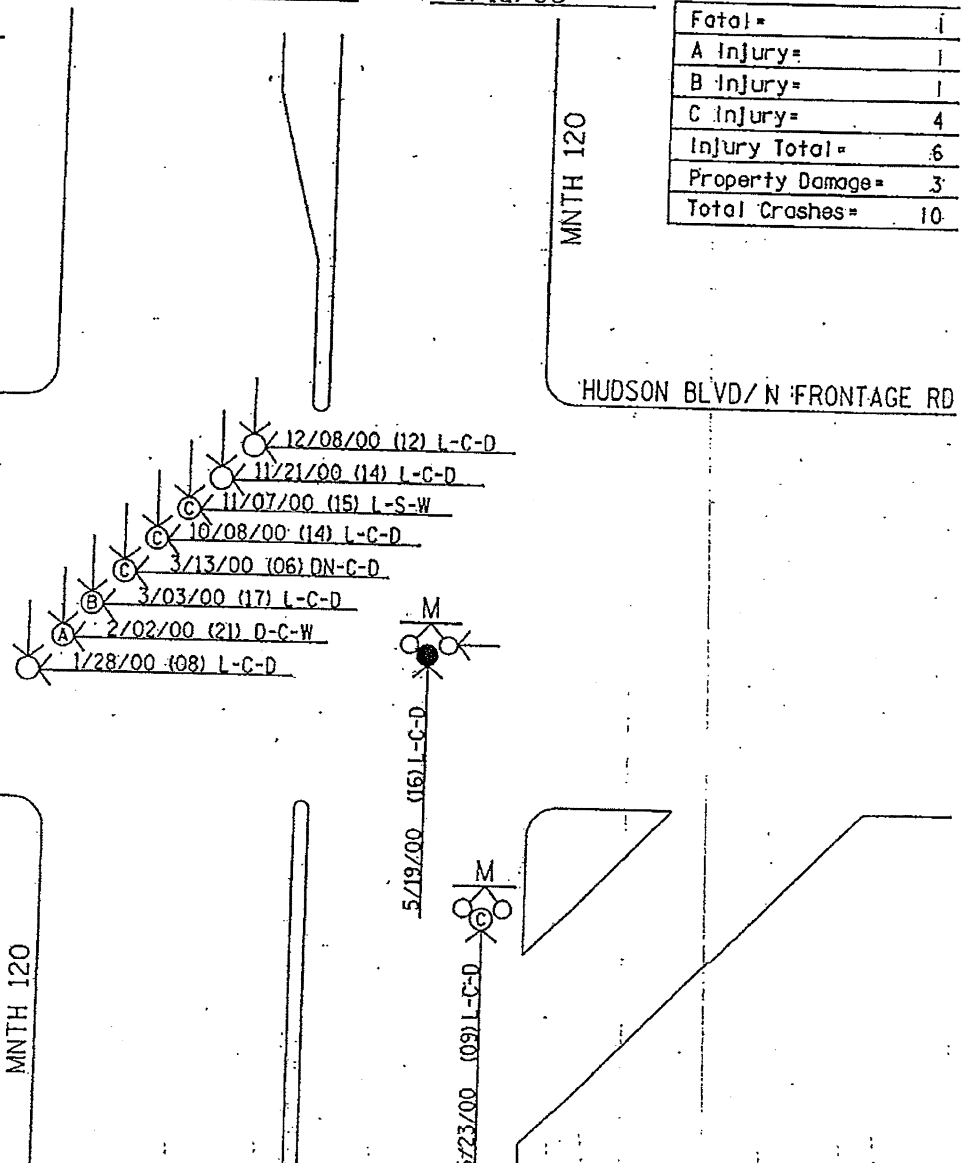 Fatal= 1
A Injury= 1
B Injury= 1
C Injury= 4
Injury Total= 6
Property Damage= 3
Total Crashes= 10
MNTH 120
HUDSON BLVD/ N FRONTAGE RD
12/08/00 (12) L-C-D
11/21/00 (14) L-C-D
C 11/07/00 (15) L-S-W
C 10/08/00 (14) L-C-D
C 3/13/00 (06) DN-C-D
B 3/03/00 (17) L-C-D
A 2/02/00 (21) D-C-W
1/28/00 (08) L-C-D
M
5/19/00 (16) L-C-D
M
C
/23/00 (09) L-C-D
MNTH 120